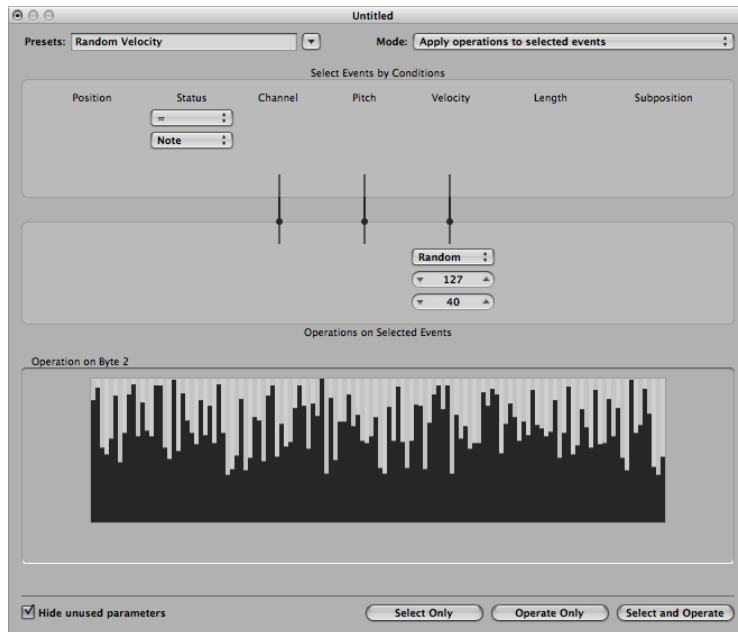 Untitled
Presets: Random Velocity Mode: Apply operations to selected events
Select Events by Conditions
Position Status Channel Pitch Velocity Length Subposition
=
Note
Random
127
40
Operations on Selected Events
Operation on Byte 2
Hide unused parameters Select Only Operate Only Select and Operate